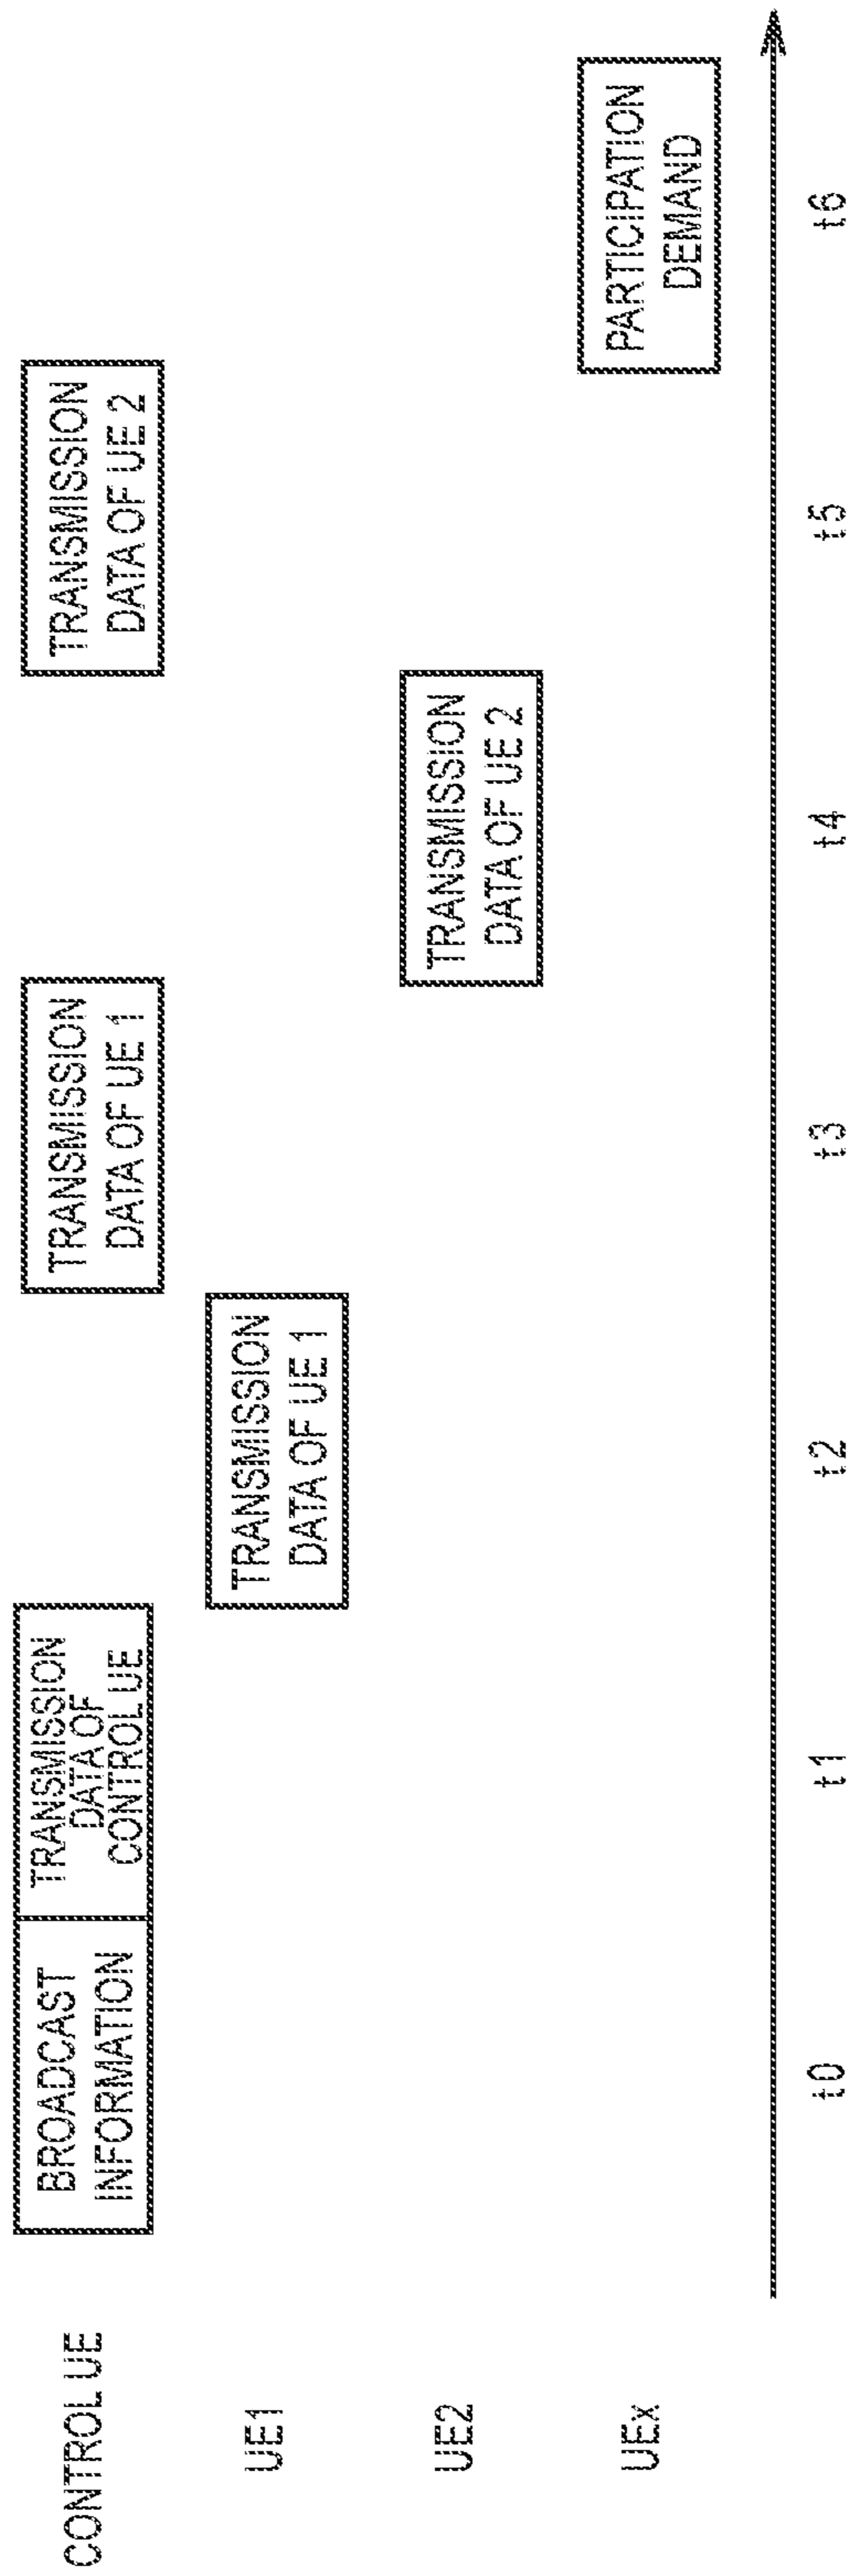 CONTROL UE
BROADCAST
INFORMATION
TRANSMISSION
DATA OF
CONTROL UE
TRANSMISSION
DATA OF UE 1
TRANSMISSION
DATA OF UE 2
UE1
TRANSMISSION
DATA OF UE 1
UE2
TRANSMISSION
DATA OF UE 2
UEx
PARTICIPATION
DEMAND
t0 t1 t2 t3 t4 t5 t6